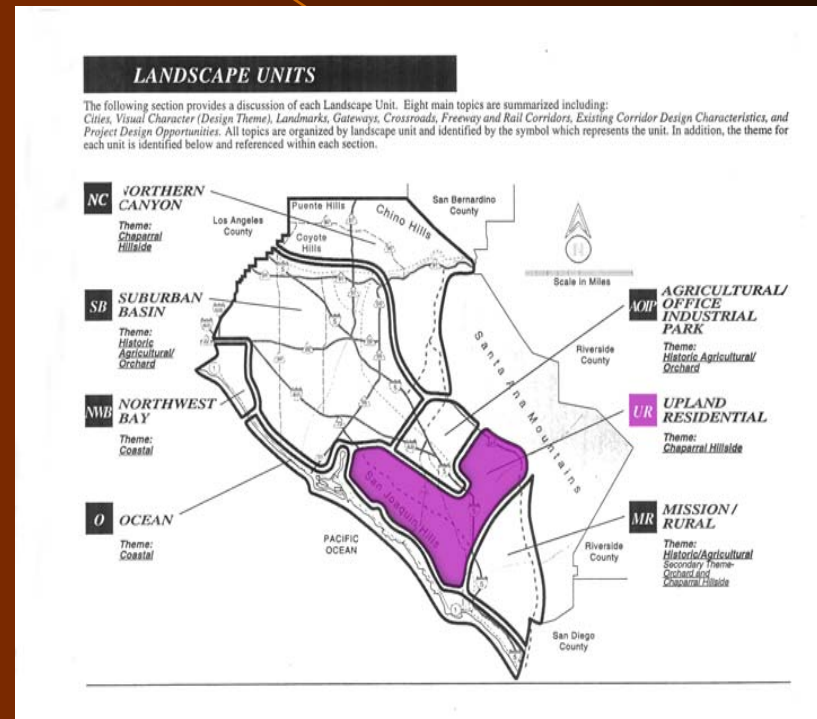 LANDSCAPE UNITS
The following section provides a discussion of each Landscape Unit. Eight main topics are summarized including:
Cities, Visual Character (Design Theme), Landmarks, Gateways, Crossroads, Freeway and Rail Corridors, Existing Corridor Design Characteristics, and
Project Design Opportunities. All topics are organized by landscape unit and identified by the symbol which represents the unit. In addition, the theme for
each unit is identified below and referenced within each section.
NC
NORTHERN
CANYON
Theme:
Chaparral
Hillside
Los Angeles
County
Puente Hills
Chino Hills
Coyote
Hills
San Bernardino
County
Scale in Miles
SB
SUBURBAN
BASIN
Theme:
Historic
Agricultural/
Orchard
AOIP
AGRICULTURAL/
OFFICE
INDUSTRIAL
PARK
Theme:
Historic Agricultural/
Orchard
Santa Ana Mountains
Riverside
County
NWB
NORTHWEST
BAY
Theme:
Coastal
UR
UPLAND
RESIDENTIAL
Theme:
Chaparral Hillside
San Joaquin Hills
O
OCEAN
Theme:
Coastal
PACIFIC
OCEAN
MR
MISSION /
RURAL
Theme:
Historic/Agricultural
Secondary Theme-
Orchard and
Chaparral Hillside
Riverside
County
San Diego
County